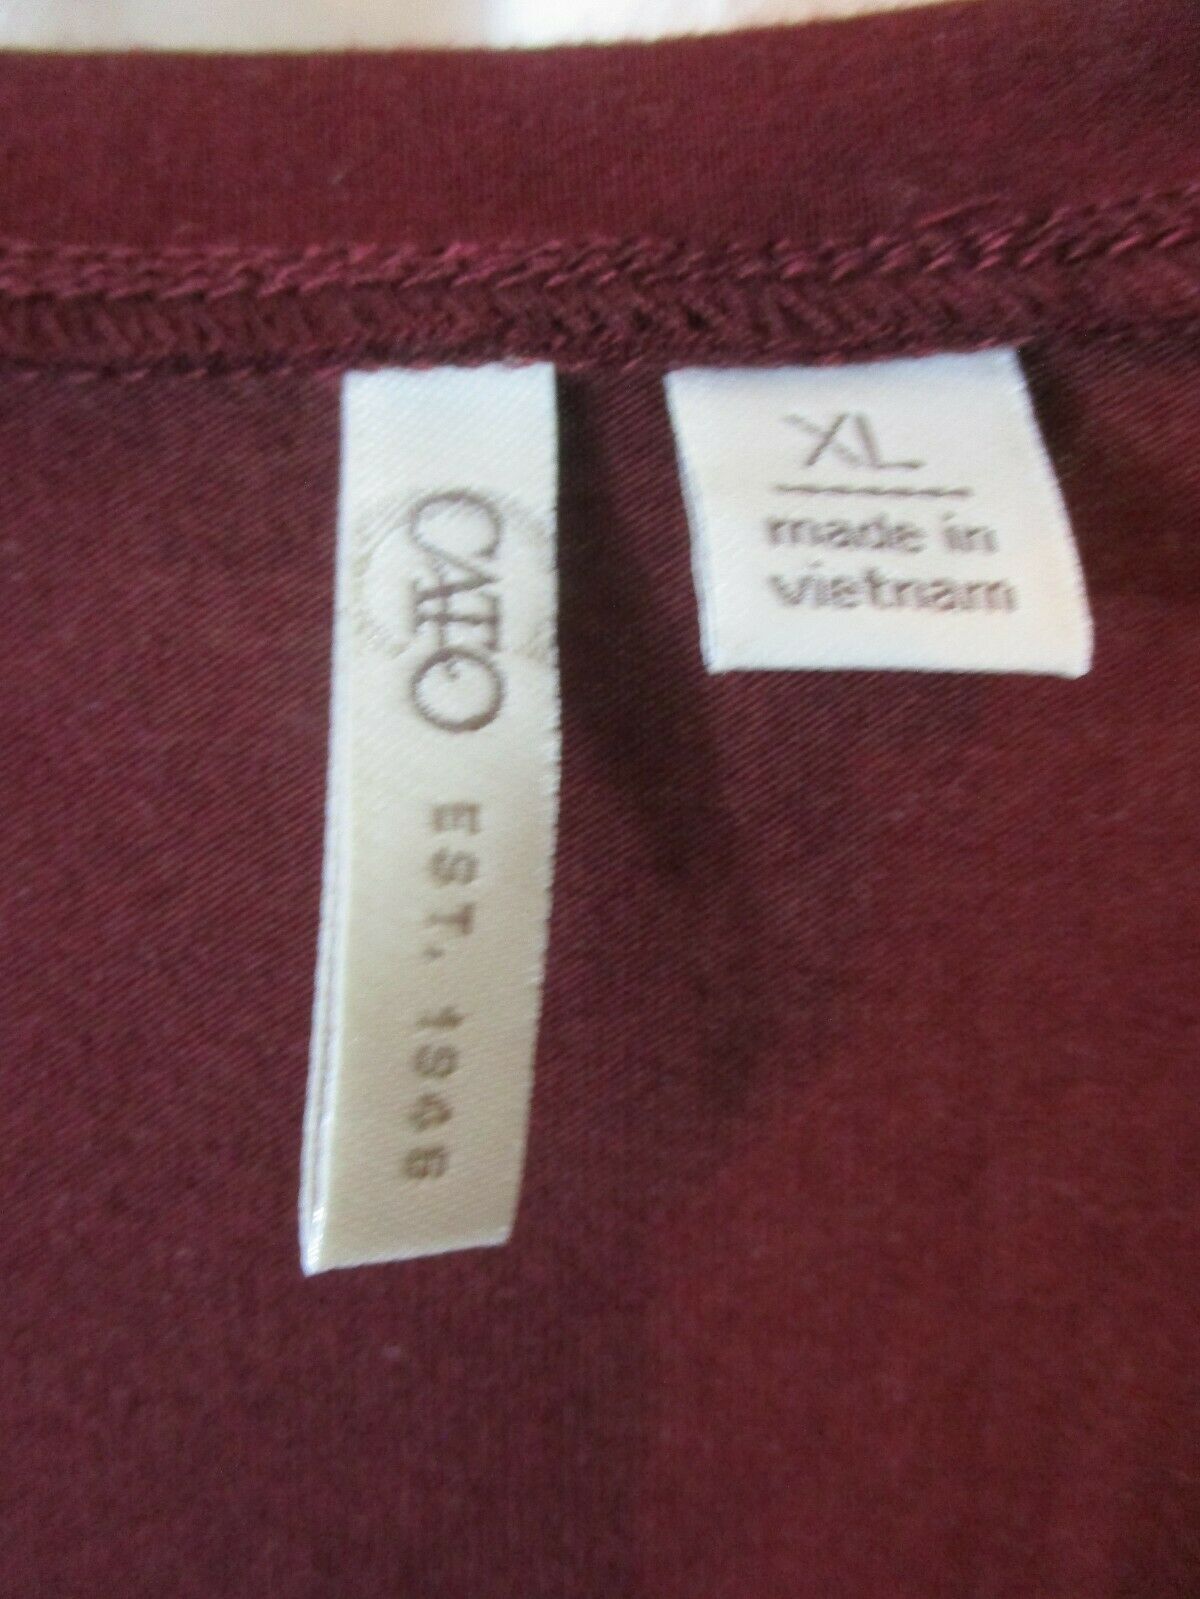 CATO
EST. 1946
XL
made in
vietnam